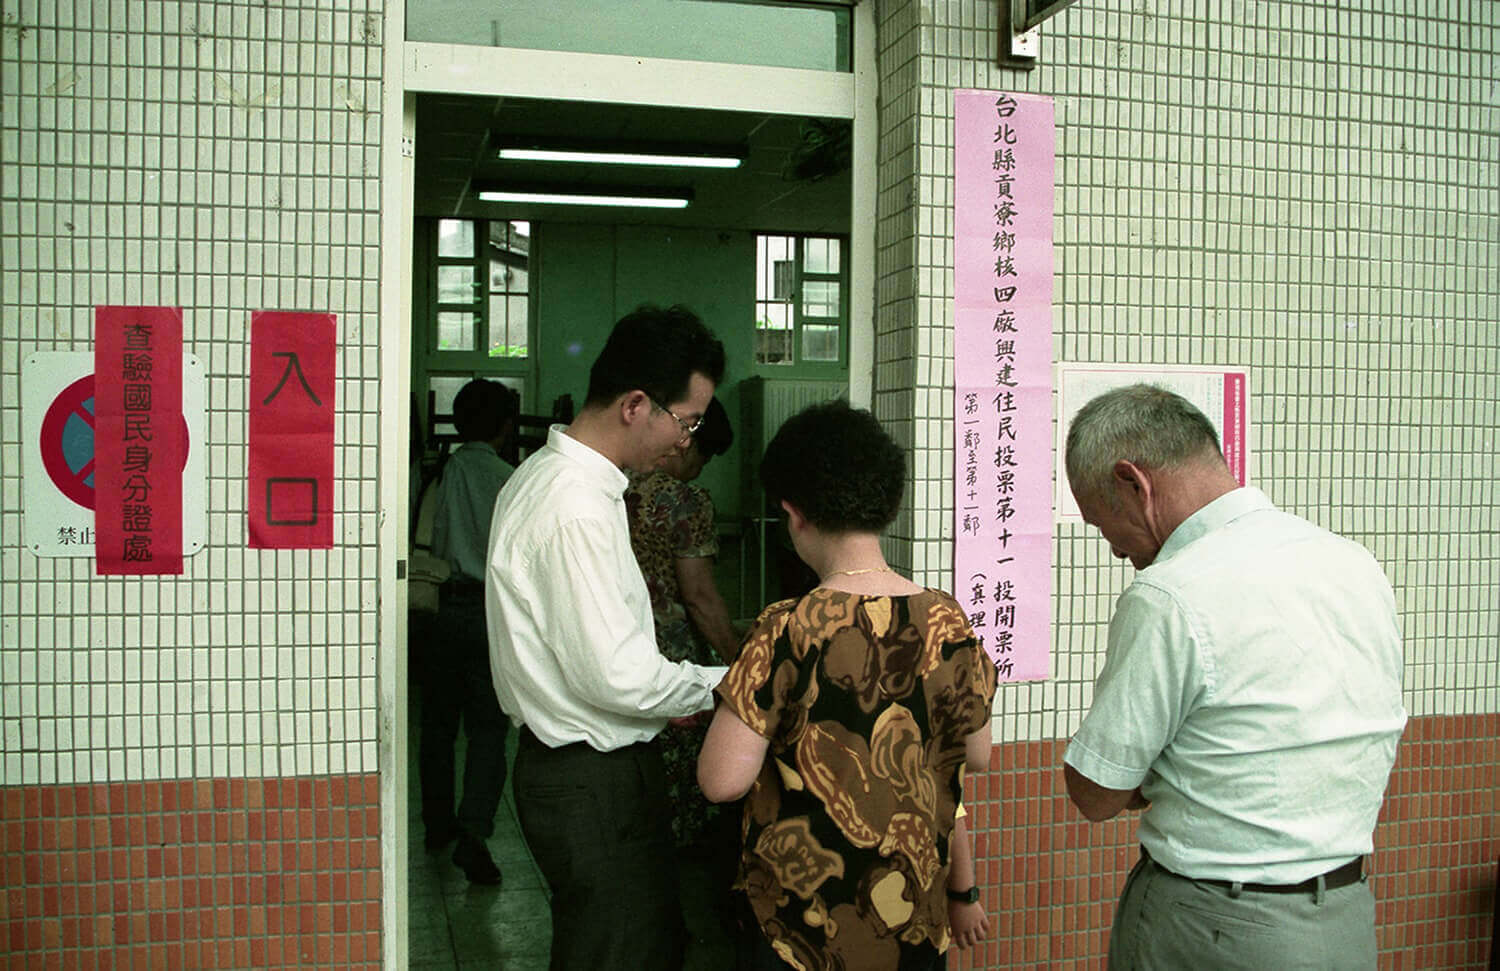 台北縣貢寮鄉核四廠興建住民投票第十一投開票所
第一鄰至第十一鄰
（真理
入口
查驗國民身分證處
禁止